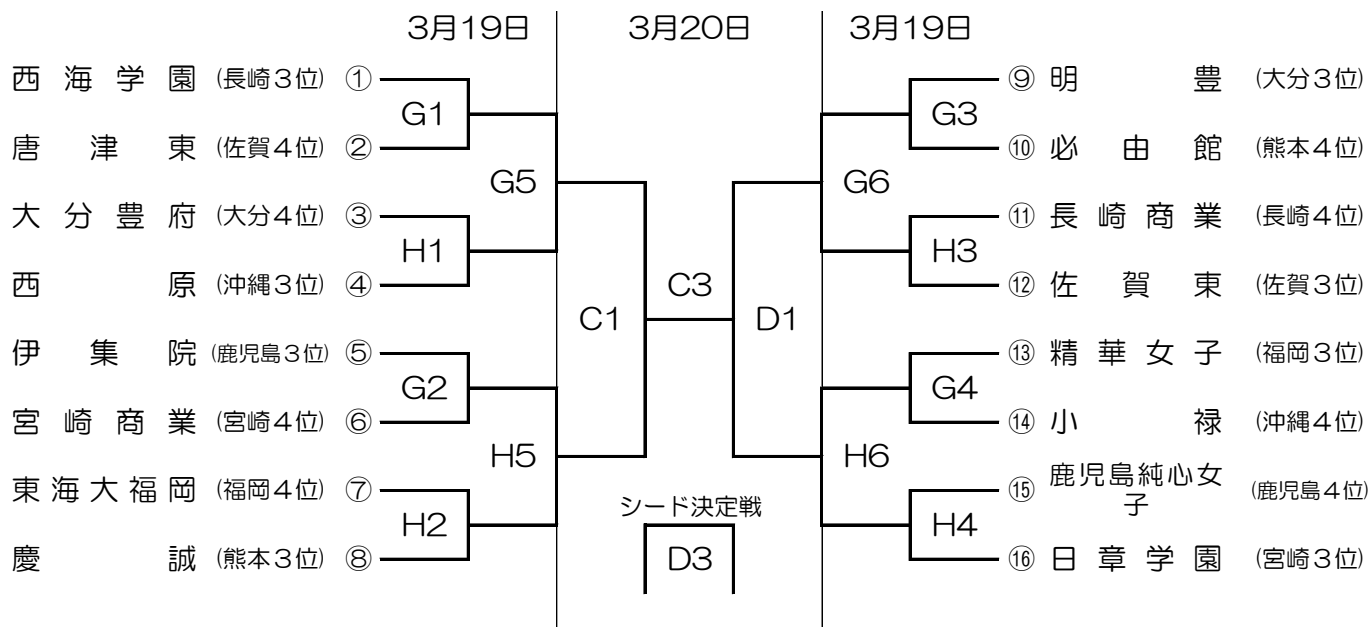 3月19日 3月20日 3月19日
西海学園 (長崎3位) ①
G1
唐津東 (佐賀4位) ②
G5
大分豊府 (大分4位) ③
H1
西原 (沖縄3位) ④
C1
伊集院 (鹿児島3位) ⑤
G2
宮崎商業 (宮崎4位) ⑥
H5
東海大福岡 (福岡4位) ⑦
H2
慶誠 (熊本3位) ⑧
C3
シード決定戦
D3
⑨ 明豊 (大分3位)
G3
⑩ 必由館 (熊本4位)
G6
⑪ 長崎商業 (長崎4位)
H3
⑫ 佐賀東 (佐賀3位)
D1
⑬ 精華女子 (福岡3位)
G4
⑭ 小禄 (沖縄4位)
H6
⑮ 鹿児島純心女
子 (鹿児島4位)
H4
⑯ 日章学園 (宮崎3位)